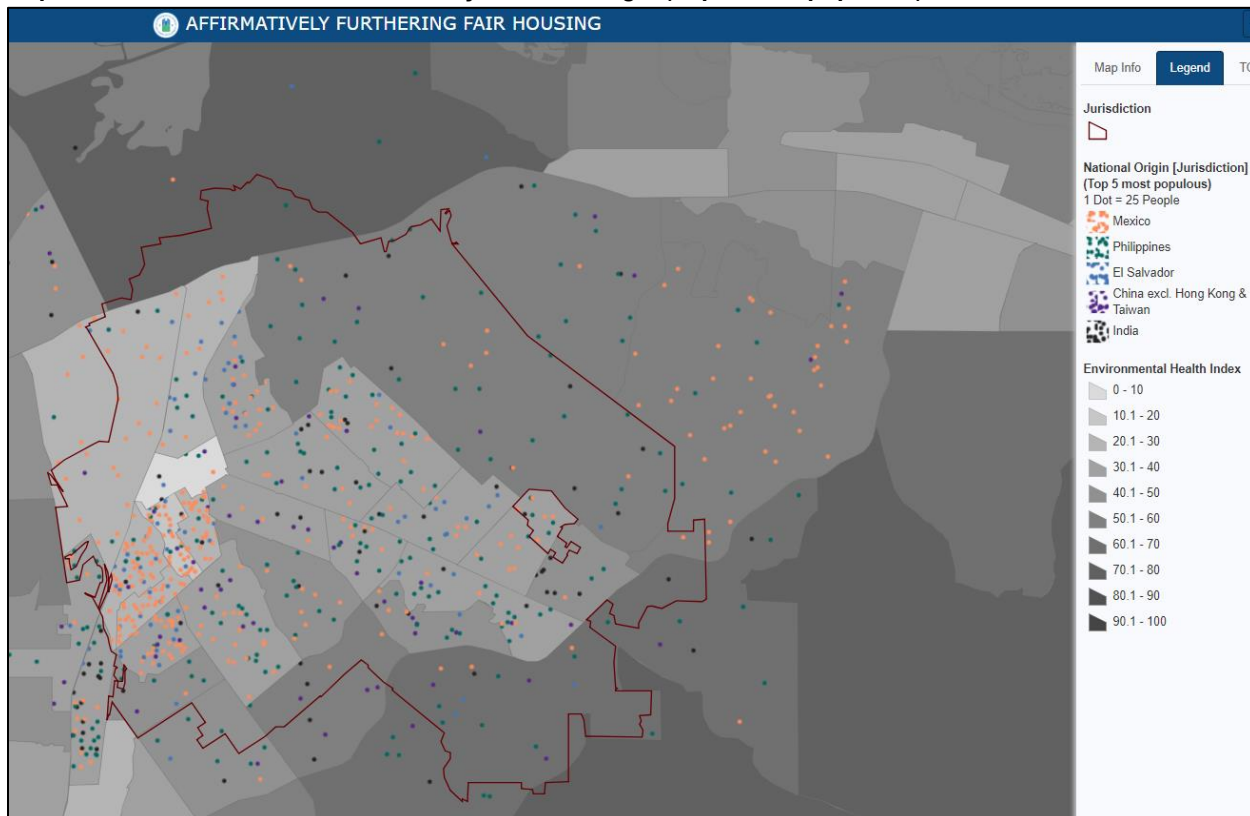 AFFIRMATIVELY FURTHERING FAIR HOUSING
Map Info
Legend
Jurisdiction
National Origin [Jurisdiction]
(Top 5 most populous)
1 Dot = 25 People
Mexico
Philippines
El Salvador
China excl. Hong Kong &
Taiwan
India
Environmental Health Index
0 - 10
10.1 - 20
20.1 - 30
30.1 - 40
40.1 - 50
50.1 - 60
60.1 - 70
70.1 - 80
80.1 - 90
90.1 - 100